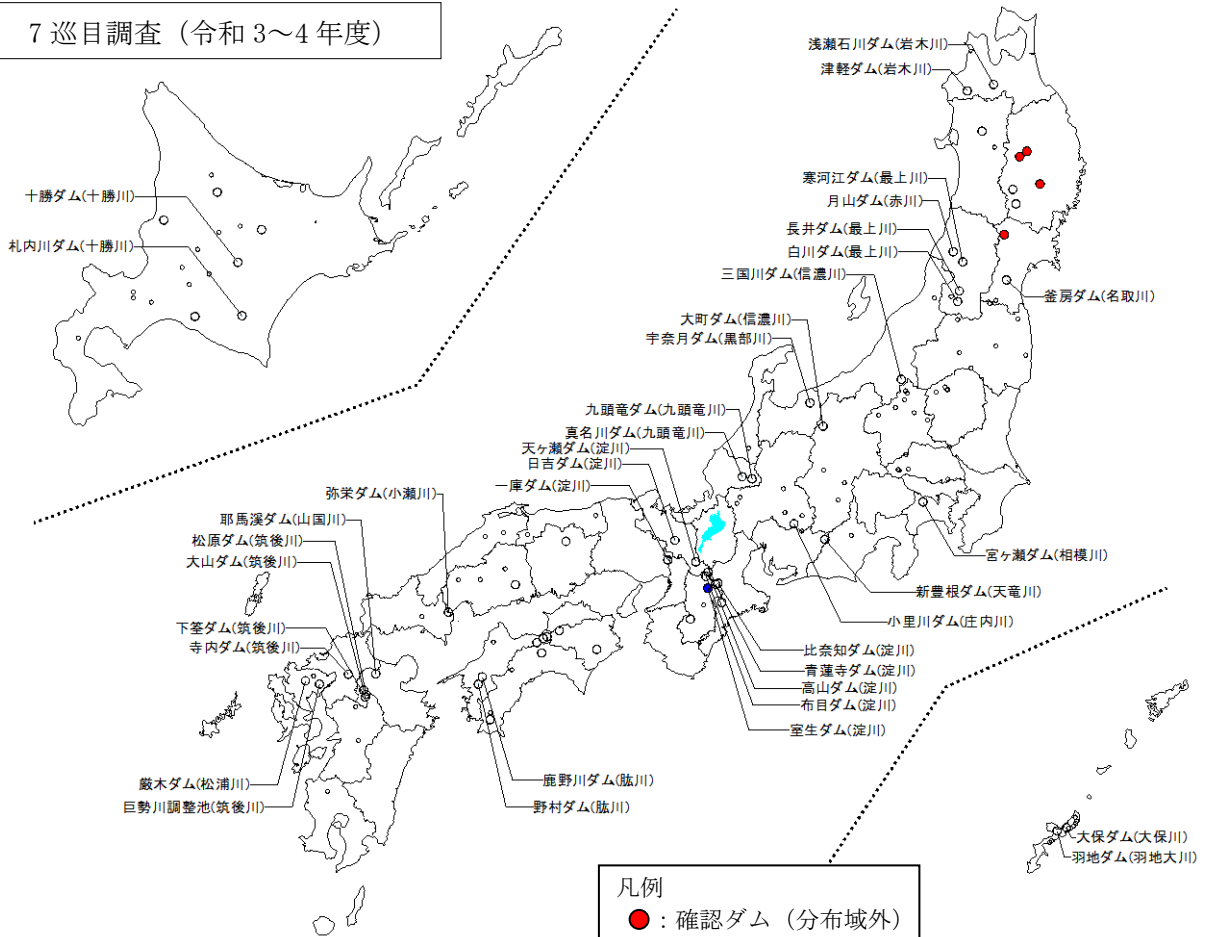 7 巡目調査（令和 3～4 年度）
浅瀬石川ダム(岩木川)
津軽ダム(岩木川)
寒河江ダム(最上川)
月山ダム(赤川)
長井ダム(最上川)
白川ダム(最上川)
三国川ダム(信濃川)
釜房ダム(名取川)
十勝ダム(十勝川)
札内川ダム(十勝川)
大町ダム(信濃川)
宇奈月ダム(黒部川)
九頭竜ダム(九頭竜川)
真名川ダム(九頭竜川)
天ヶ瀬ダム(淀川)
日吉ダム(淀川)
一庫ダム(淀川)
弥栄ダム(小瀬川)
耶馬溪ダム(山国川)
松原ダム(筑後川)
大山ダム(筑後川)
下筌ダム(筑後川)
寺内ダム(筑後川)
宮ヶ瀬ダム(相模川)
新豊根ダム(天竜川)
小里川ダム(庄内川)
比奈知ダム(淀川)
青蓮寺ダム(淀川)
高山ダム(淀川)
布目ダム(淀川)
室生ダム(淀川)
厳木ダム(松浦川)
巨勢川調整池(筑後川)
鹿野川ダム(肱川)
野村ダム(肱川)
大保ダム(大保川)
羽地ダム(羽地大川)
凡例
：確認ダム（分布域外）